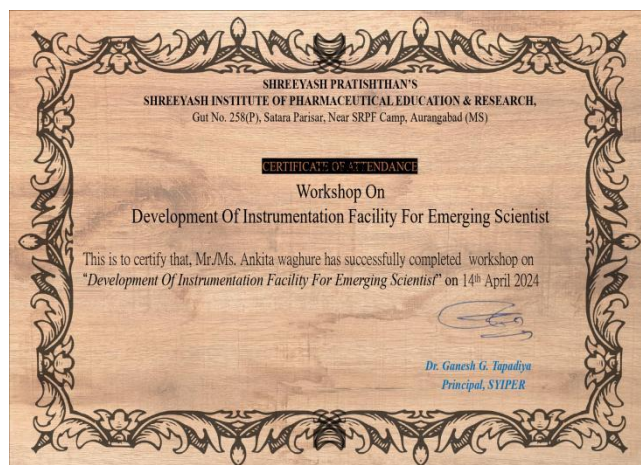 SHREEYASH PRATISHTHAN'S
SHREEYASH INSTITUTE OF PHARMACEUTICAL EDUCATION & RESEARCH,
Gut No. 258(P), Satara Parisar, Near SRPF Camp, Aurangabad (MS)
CERTIFICATE OF ATTENDANCE
Workshop On
Development Of Instrumentation Facility For Emerging Scientist
This is to certify that, Mr./Ms. Ankita waghure has successfully completed workshop on
"Development Of Instrumentation Facility For Emerging Scientist" on 14th April 2024
Dr. Ganesh G. Tapadiya
Principal, SYIPER